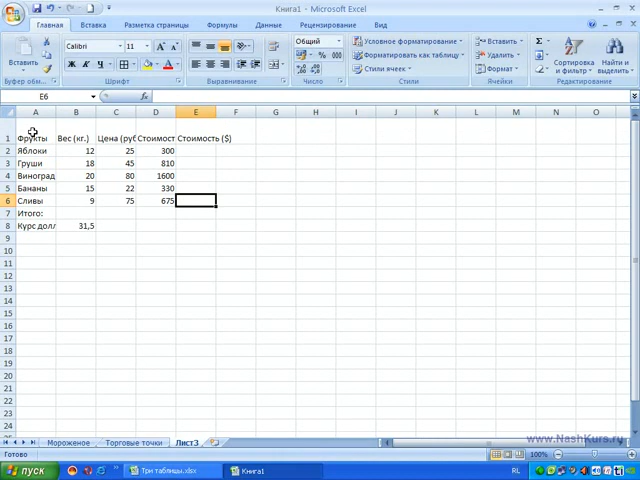 Книга1 - Microsoft Excel
Главная Вставка Разметка страницы Формулы Данные Рецензирование Вид
Вставить Calibri 11 Общий Условное форматирование Вставить
Форматировать как таблицу Удалить Сортировка и фильтр Найти и выделить
Стили ячеек Формат
Буфер обм... Шрифт Выравнивание Число Стили Ячейки Редактирование
E6 fx
A B C D E F G H I J K L M N O
1 Фрукты Вес (кг.) Цена (руб Стоимост Стоимость ($)
2 Яблоки 12 25 300
3 Груши 18 45 810
4 Виноград 20 80 1600
5 Бананы 15 22 330
6 Сливы 9 75 675
7 Итого:
8 Курс долл 31,5
9
10
11
12
13
14
15
16
17
18
19
20
21
22
23
24
Мороженое Торговые точки Лист3
www.NashKurs.ru
Готово 100%
пуск Три таблицы.xlsx Книга1 RL